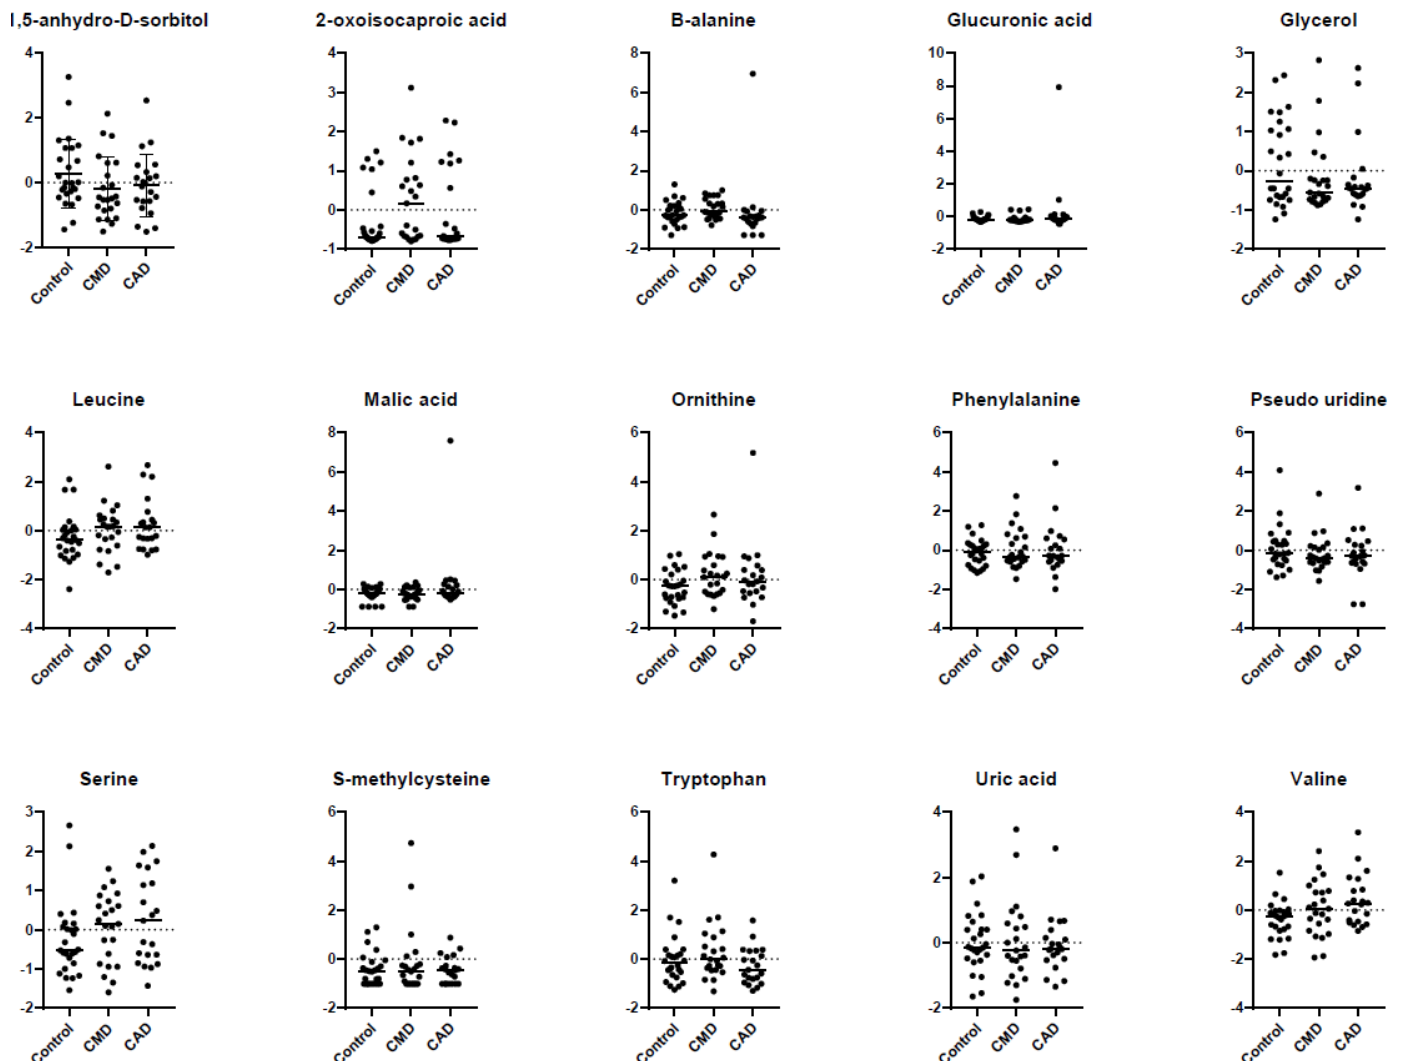 1,5-anhydro-D-sorbitol 2-oxoisocaproic acid B-alanine Glucuronic acid Glycerol
4 4 8 10 3
2 3 6 8 2
0 2 4 6 1
-2 1 2 4 0
0 0 2 -1
-1 -2 0 -2
-2
Control CMD CAD Control CMD CAD Control CMD CAD Control CMD CAD Control CMD CAD
Leucine Malic acid Ornithine Phenylalanine Pseudo uridine
4 8 6 6 6
2 6 4 4 4
0 4 2 2 2
-2 2 0 0 0
-4 0 -2 -2 -2
-2 -4 -4
Control CMD CAD Control CMD CAD Control CMD CAD Control CMD CAD Control CMD CAD
Serine S-methylcysteine Tryptophan Uric acid Valine
3 6 6 4 4
2 4 4 2 2
1 2 2 0 0
0 0 0 -2 -2
-1 -2 -2 -4
-2
Control CMD CAD Control CMD CAD Control CMD CAD Control CMD CAD Control CMD CAD